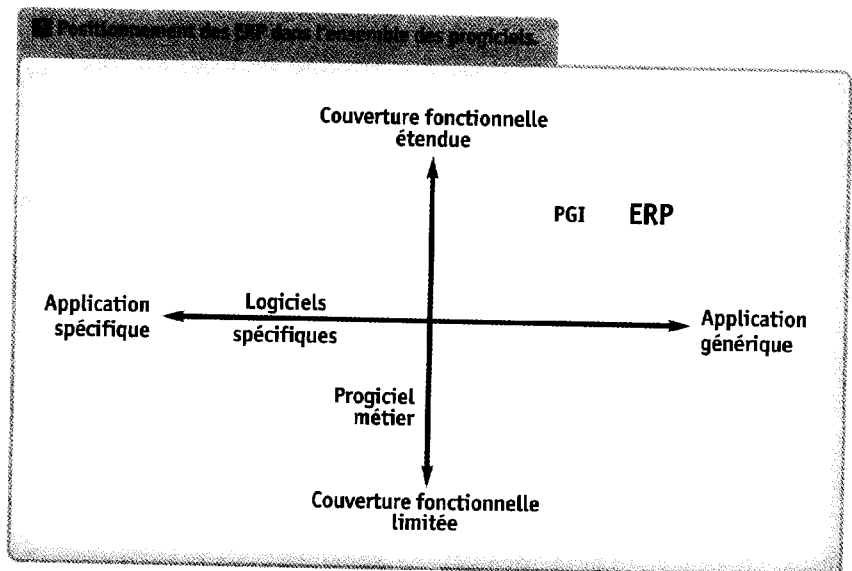 Positionnement des ERP dans l'ensemble des progiciels.
Couverture fonctionnelle
étendue
PGI ERP
Application
spécifique
Logiciels
spécifiques
Application
générique
Progiciel
métier
Couverture fonctionnelle
limitée